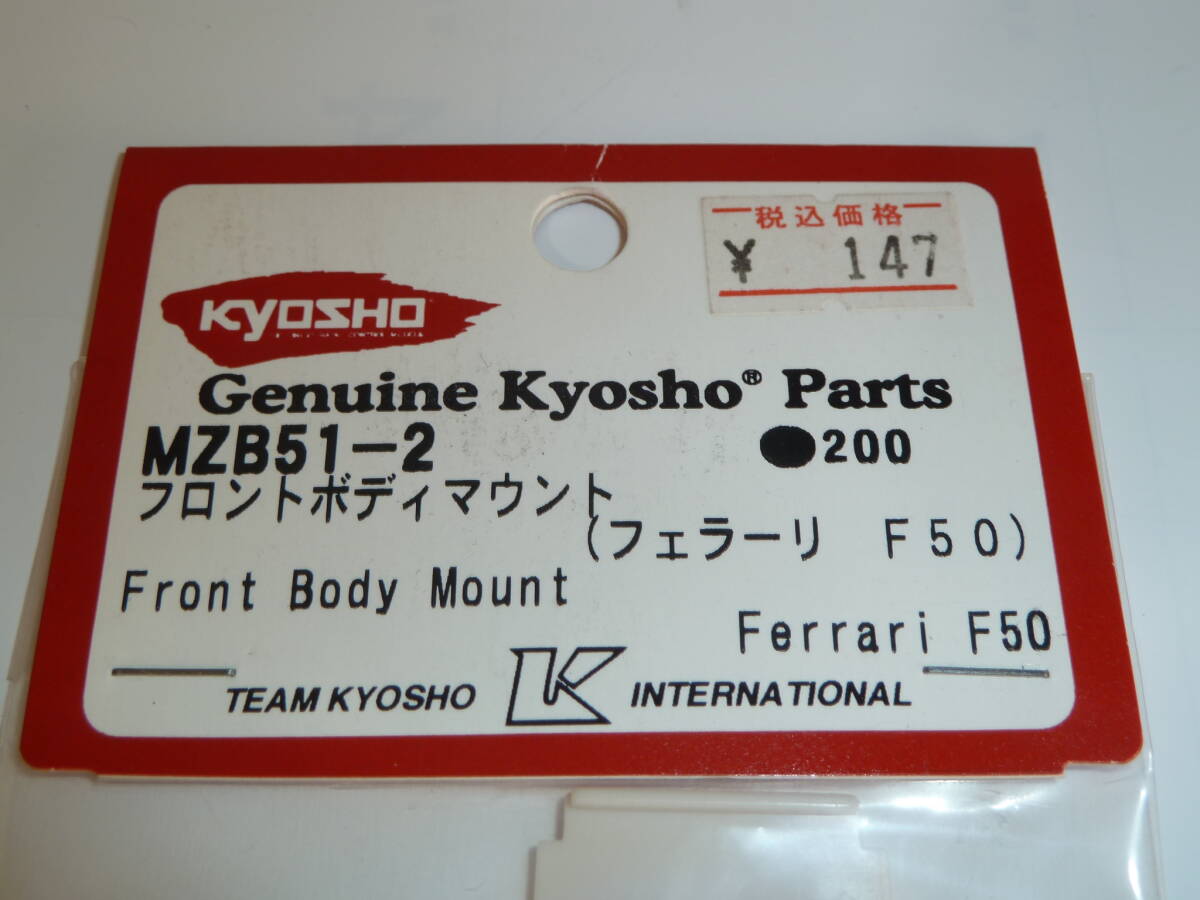 税込価格
¥ 147
KYOSHO
Genuine Kyosho® Parts
MZB51-2 ●200
フロントボディマウント
(フェラーリ F50)
Front Body Mount
Ferrari F50
TEAM KYOSHO K INTERNATIONAL